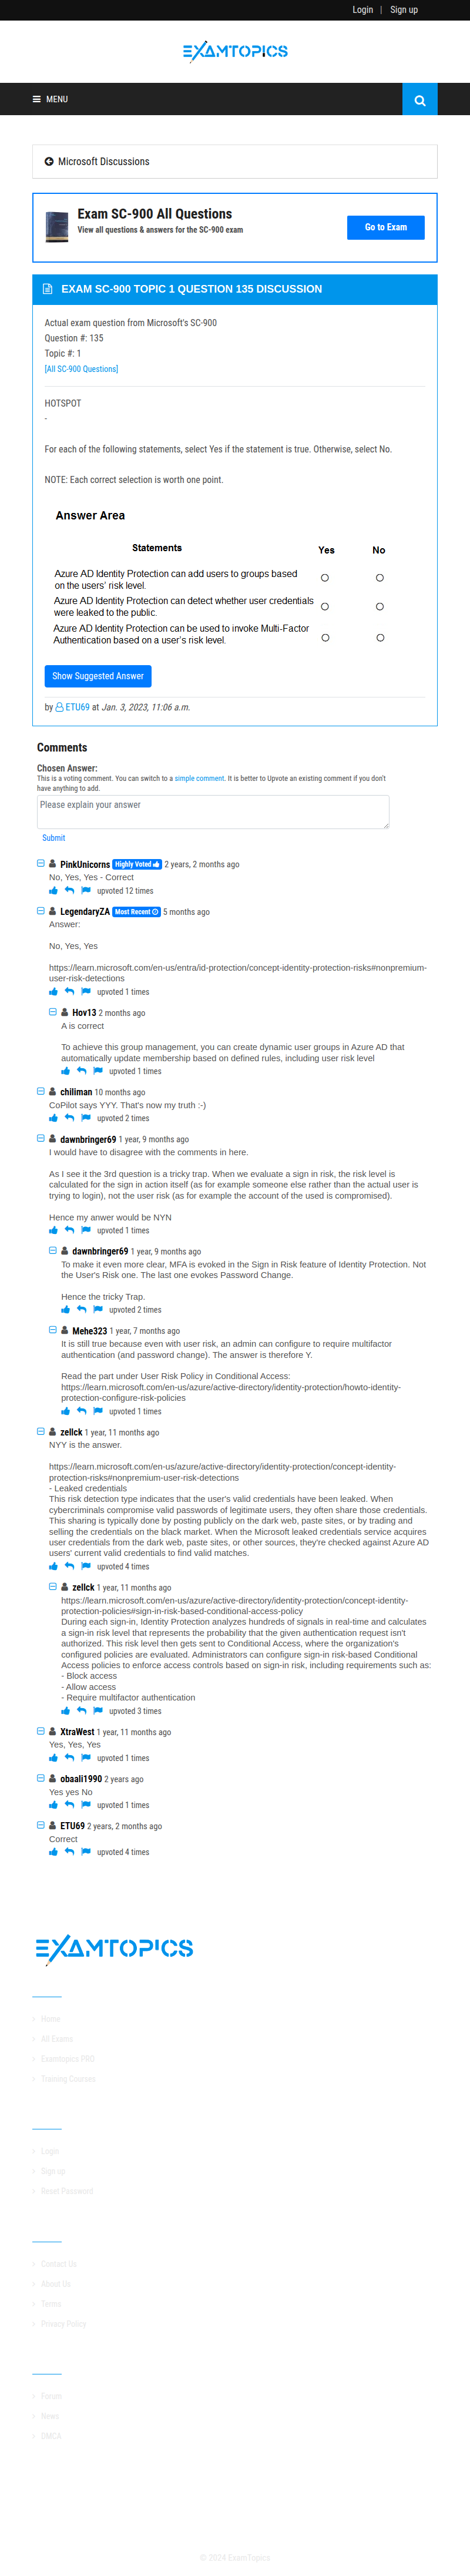 Login | Sign up
EXAMTOPICS
MENU
Microsoft Discussions
Exam SC-900 All Questions
View all questions & answers for the SC-900 exam
Go to Exam
EXAM SC-900 TOPIC 1 QUESTION 135 DISCUSSION
Actual exam question from Microsoft's SC-900
Question #: 135
Topic #: 1
[All SC-900 Questions]
HOTSPOT
-
For each of the following statements, select Yes if the statement is true. Otherwise, select No.
NOTE: Each correct selection is worth one point.
Answer Area
Statements Yes No
Azure AD Identity Protection can add users to groups based
on the users' risk level.
Azure AD Identity Protection can detect whether user credentials
were leaked to the public.
Azure AD Identity Protection can be used to invoke Multi-Factor
Authentication based on a user's risk level.
Show Suggested Answer
by ETU69 at Jan. 3, 2023, 11:06 a.m.
Comments
Chosen Answer:
This is a voting comment. You can switch to a simple comment. It is better to Upvote an existing comment if you don't
have anything to add.
Please explain your answer
Submit
PinkUnicorns Highly Voted 2 years, 2 months ago
No, Yes, Yes - Correct
upvoted 12 times
LegendaryZA Most Recent 5 months ago
Answer:
No, Yes, Yes
https://learn.microsoft.com/en-us/entra/id-protection/concept-identity-protection-risks#nonpremium-
user-risk-detections
upvoted 1 times
Hov13 2 months ago
A is correct
To achieve this group management, you can create dynamic user groups in Azure AD that
automatically update membership based on defined rules, including user risk level
upvoted 1 times
chiliman 10 months ago
CoPilot says YYY. That's now my truth :-)
upvoted 2 times
dawnbringer69 1 year, 9 months ago
I would have to disagree with the comments in here.
As I see it the 3rd question is a tricky trap. When we evaluate a sign in risk, the risk level is
calculated for the sign in action itself (as for example someone else rather than the actual user is
trying to login), not the user risk (as for example the account of the used is compromised).
Hence my anwer would be NYN
upvoted 1 times
dawnbringer69 1 year, 9 months ago
To make it even more clear, MFA is evoked in the Sign in Risk feature of Identity Protection. Not
the User's Risk one. The last one evokes Password Change.
Hence the tricky Trap.
upvoted 2 times
Mehe323 1 year, 7 months ago
It is still true because even with user risk, an admin can configure to require multifactor
authentication (and password change). The answer is therefore Y.
Read the part under User Risk Policy in Conditional Access:
https://learn.microsoft.com/en-us/azure/active-directory/identity-protection/howto-identity-
protection-configure-risk-policies
upvoted 1 times
zellck 1 year, 11 months ago
NYY is the answer.
https://learn.microsoft.com/en-us/azure/active-directory/identity-protection/concept-identity-
protection-risks#nonpremium-user-risk-detections
- Leaked credentials
This risk detection type indicates that the user's valid credentials have been leaked. When
cybercriminals compromise valid passwords of legitimate users, they often share those credentials.
This sharing is typically done by posting publicly on the dark web, paste sites, or by trading and
selling the credentials on the black market. When the Microsoft leaked credentials service acquires
user credentials from the dark web, paste sites, or other sources, they're checked against Azure AD
users' current valid credentials to find valid matches.
upvoted 4 times
zellck 1 year, 11 months ago
https://learn.microsoft.com/en-us/azure/active-directory/identity-protection/concept-identity-
protection-policies#sign-in-risk-based-conditional-access-policy
During each sign-in, Identity Protection analyzes hundreds of signals in real-time and calculates
a sign-in risk level that represents the probability that the given authentication request isn't
authorized. This risk level then gets sent to Conditional Access, where the organization's
configured policies are evaluated. Administrators can configure sign-in risk-based Conditional
Access policies to enforce access controls based on sign-in risk, including requirements such as:
- Block access
- Allow access
- Require multifactor authentication
upvoted 3 times
XtraWest 1 year, 11 months ago
Yes, Yes, Yes
upvoted 1 times
obaali1990 2 years ago
Yes yes No
upvoted 1 times
ETU69 2 years, 2 months ago
Correct
upvoted 4 times
EXAMTOPICS
Home
All Exams
Examtopics PRO
Training Courses
Login
Sign up
Reset Password
Contact Us
About Us
Terms
Privacy Policy
Forum
News
DMCA
© 2024 ExamTopics